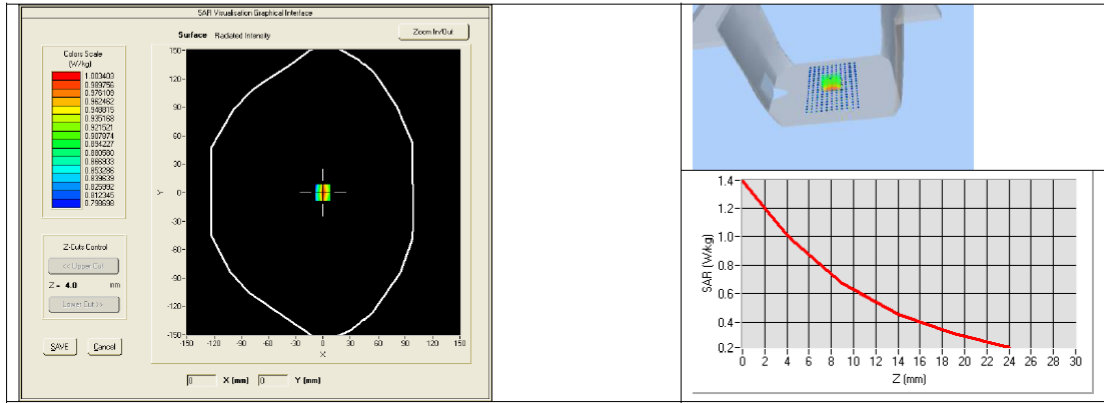 SAR Visualisation Graphical Interface
Surface Radiated Intensity
Zoom In/Out
Colors Scale
(W/kg)
1.003403
0.989756
0.976109
0.962462
0.948815
0.935168
0.921521
0.907874
0.894227
0.880580
0.866933
0.853286
0.839639
0.825992
0.812345
0.798698
Z-Cuts Control
<< Upper Cut
Z = 4.0 mm
Lower Cut >>
SAVE
Cancel
150
120
90
60
30
0
-30
-60
-90
-120
-150
Y
-150 -120 -90 -60 -30 0 30 60 90 120 150
X
0 X (mm) 0 Y (mm)
1.4
1.2
1.0
0.8
0.6
0.4
0.2
SAR (W/kg)
0 2 4 6 8 10 12 14 16 18 20 22 24 26 28 30
Z (mm)